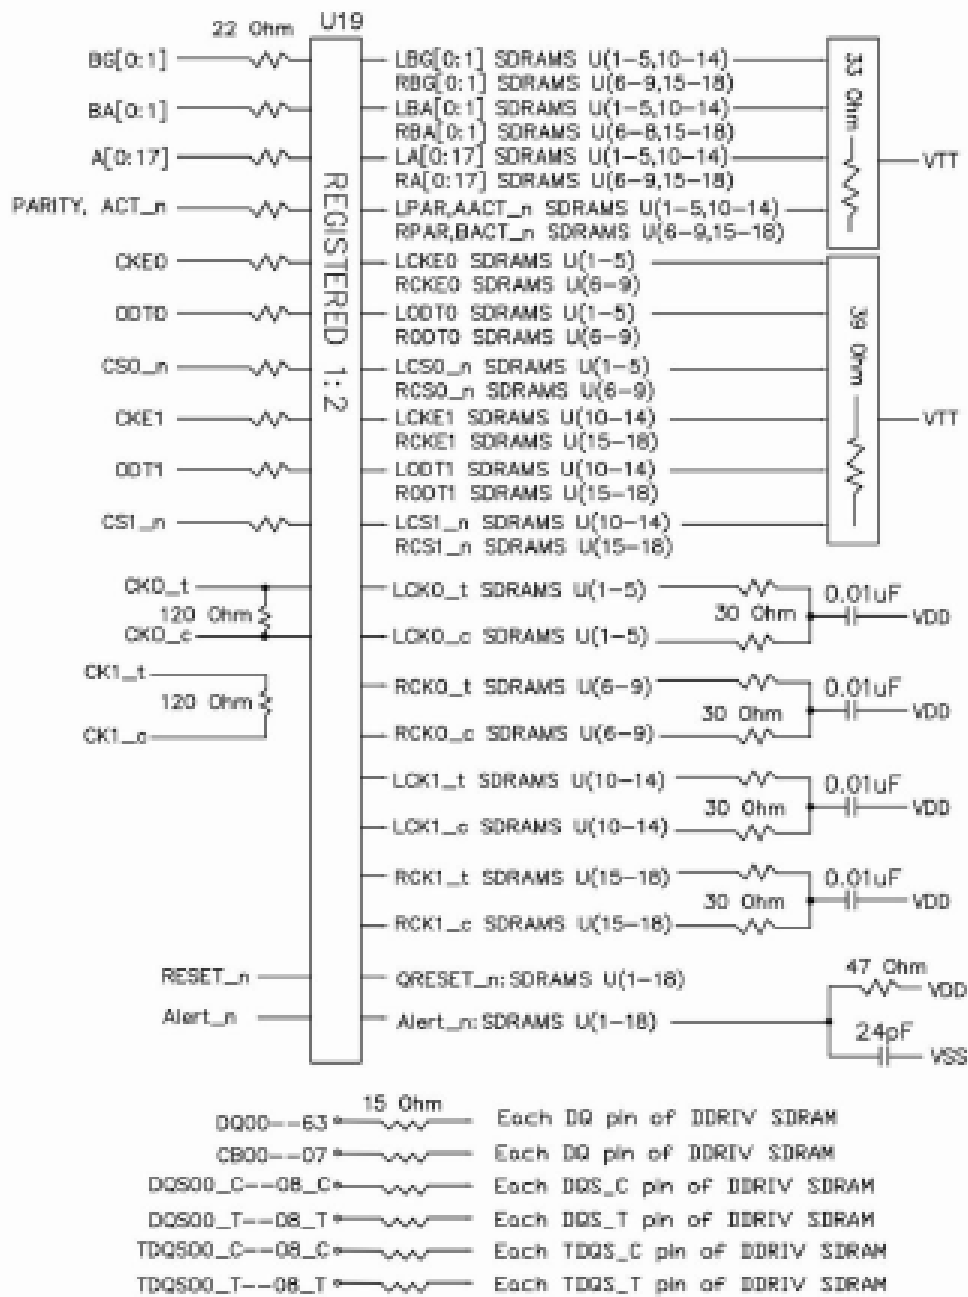 22 Ohm U19
BG[0:1] LBG[0:1] SDRAMS U(1-5,10-14)
RBG[0:1] SDRAMS U(6-9,15-18)
BA[0:1] LBA[0:1] SDRAMS U(1-5,10-14)
RBA[0:1] SDRAMS U(6-8,15-18)
A[0:17] LA[0:17] SDRAMS U(1-5,10-14)
RA[0:17] SDRAMS U(6-9,15-18)
PARITY, ACT_n LPAR,AACT_n SDRAMS U(1-5,10-14)
RPAR,BACT_n SDRAMS U(6-9,15-18)
33 Ohm
VTT
REGISTERED 1:2
CKE0 LCKE0 SDRAMS U(1-5)
RCKE0 SDRAMS U(6-9)
ODT0 LODT0 SDRAMS U(1-5)
RODT0 SDRAMS U(6-9)
CS0_n LCS0_n SDRAMS U(1-5)
RCS0_n SDRAMS U(6-9)
CKE1 LCKE1 SDRAMS U(10-14)
RCKE1 SDRAMS U(15-18)
ODT1 LODT1 SDRAMS U(10-14)
RODT1 SDRAMS U(15-18)
CS1_n LCS1_n SDRAMS U(10-14)
RCS1_n SDRAMS U(15-18)
39 Ohm
VTT
CK0_t LCK0_t SDRAMS U(1-5) 0.01uF
120 Ohm 30 Ohm VDD
CK0_c LCK0_c SDRAMS U(1-5)
CK1_t RCK0_t SDRAMS U(6-9) 0.01uF
120 Ohm 30 Ohm VDD
CK1_c RCK0_c SDRAMS U(6-9)
LCK1_t SDRAMS U(10-14) 0.01uF
30 Ohm VDD
LCK1_c SDRAMS U(10-14)
RCK1_t SDRAMS U(15-18) 0.01uF
30 Ohm VDD
RCK1_c SDRAMS U(15-18)
RESET_n QRESET_n:SDRAMS U(1-18) 47 Ohm
VDD
Alert_n Alert_n:SDRAMS U(1-18) 24pF
VSS
15 Ohm
DQ00--63 Each DQ pin of DDRIV SDRAM
CB00--07 Each DQ pin of DDRIV SDRAM
DQS00_C--08_C Each DQS_C pin of DDRIV SDRAM
DQS00_T--08_T Each DQS_T pin of DDRIV SDRAM
TDQS00_C--08_C Each TDQS_C pin of DDRIV SDRAM
TDQS00_T--08_T Each TDQS_T pin of DDRIV SDRAM